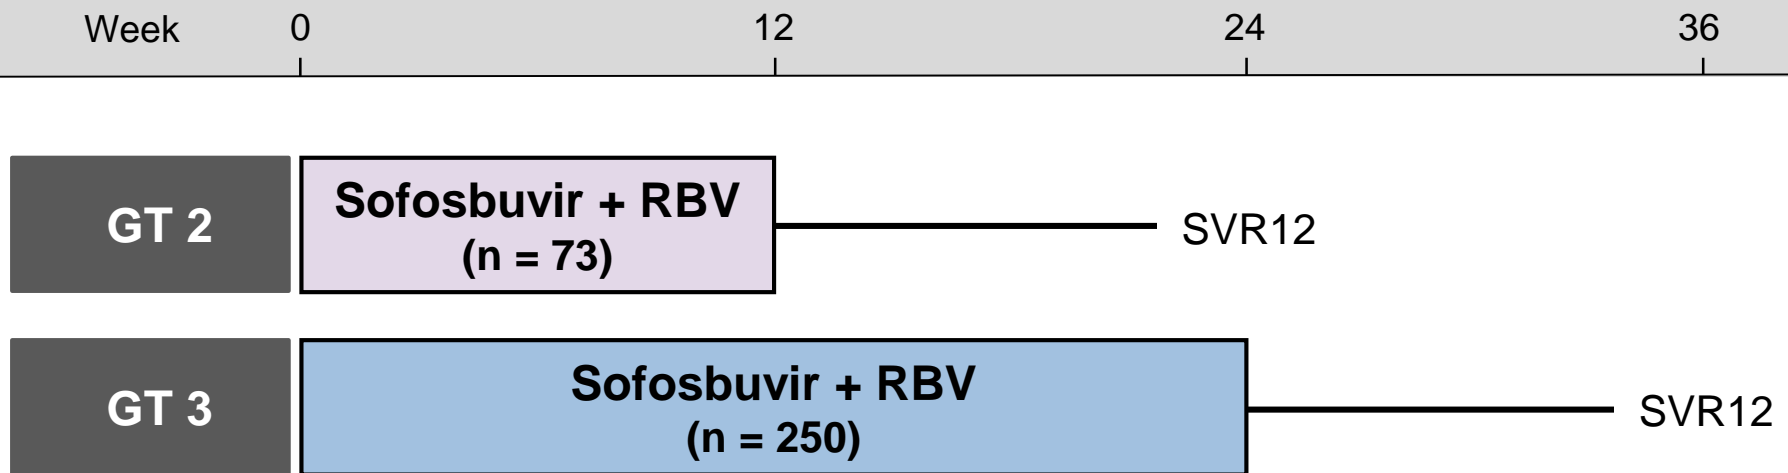 Week 0 12 24 36
GT 2
Sofosbuvir + RBV
(n = 73)
SVR12
GT 3
Sofosbuvir + RBV
(n = 250)
SVR12